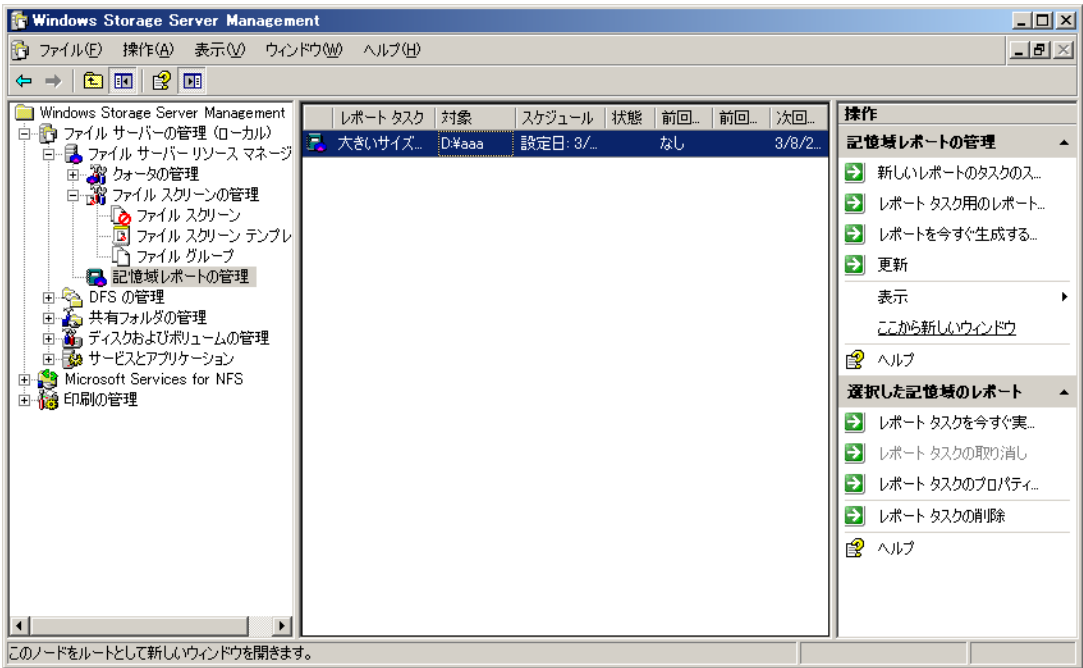 Windows Storage Server Management
ファイル(F) 操作(A) 表示(V) ウィンドウ(W) ヘルプ(H)
Windows Storage Server Management
ファイル サーバーの管理 (ローカル)
ファイル サーバー リソース マネージ
クォータの管理
ファイル スクリーンの管理
ファイル スクリーン
ファイル スクリーン テンプレ
ファイル グループ
記憶域レポートの管理
DFS の管理
共有フォルダの管理
ディスクおよびボリュームの管理
サービスとアプリケーション
Microsoft Services for NFS
印刷の管理
レポート タスク 対象 スケジュール 状態 前回... 前回... 次回...
大きいサイズ... D:¥aaa 設定日: 3/... なし 3/8/2...
操作
記憶域レポートの管理
新しいレポートのタスクのス...
レポート タスク用のレポート...
レポートを今すぐ生成する...
更新
表示
ここから新しいウィンドウ
ヘルプ
選択した記憶域のレポート
レポート タスクを今すぐ実...
レポート タスクの取り消し
レポート タスクのプロパティ...
レポート タスクの削除
ヘルプ
このノードをルートとして新しいウィンドウを開きます。